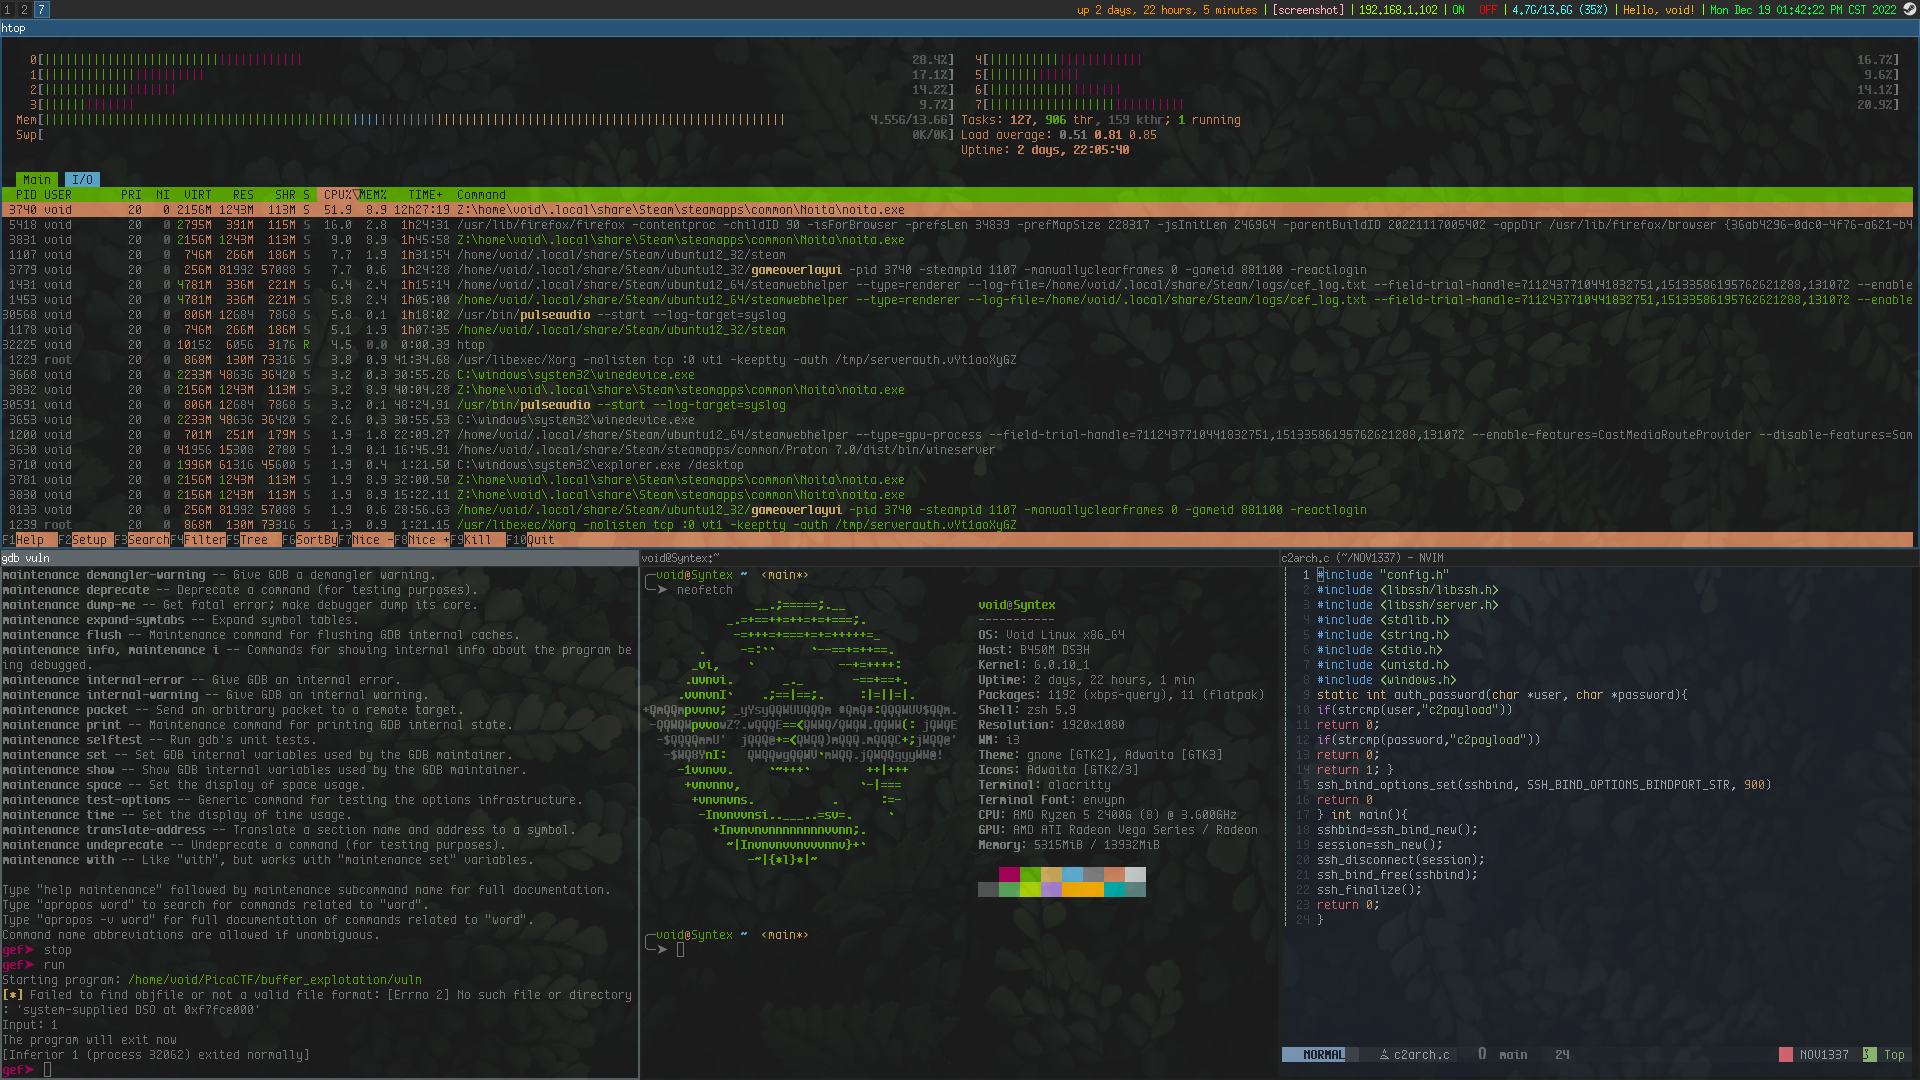 1 2 7 up 2 days, 22 hours, 5 minutes | [screenshot] | 192.168.1.102 | ON OFF | 4.7G/13.6G (35%) | Hello, void! | Mon Dec 19 01:42:22 PM CST 2022
htop
0[ 28.4%] 4[ 16.7%]
1[ 17.1%] 5[ 9.6%]
2[ 14.2%] 6[ 14.1%]
3[ 9.7%] 7[ 20.9%]
Mem[ 4.55G/13.6G] Tasks: 127, 906 thr, 159 kthr; 1 running
Swp[ 0K/0K] Load average: 0.51 0.81 0.85
Uptime: 2 days, 22:05:40
Main I/O
PID USER PRI NI VIRT RES SHR S CPU%▽MEM% TIME+ Command
3740 void 20 0 2156M 1243M 113M S 51.9 8.9 12h27:19 Z:\home\void\.local\share\Steam\steamapps\common\Noita\noita.exe
5418 void 20 0 2795M 391M 115M S 16.0 2.8 1h24:31 /usr/lib/firefox/firefox -contentproc -childID 90 -isForBrowser -prefsLen 34839 -prefMapSize 228317 -jsInitLen 246964 -parentBuildID 20221117005402 -appDir /usr/lib/firefox/browser {36ab4296-0dc0-4f76-a621-b4
3831 void 20 0 2156M 1243M 113M S 9.0 8.9 1h45:58 Z:\home\void\.local\share\Steam\steamapps\common\Noita\noita.exe
1107 void 20 0 746M 266M 186M S 7.7 1.9 1h31:54 /home/void/.local/share/Steam/ubuntu12_32/steam
3779 void 20 0 256M 81992 57088 S 7.7 0.6 1h24:28 /home/void/.local/share/Steam/ubuntu12_32/gameoverlayui -pid 3740 -steampid 1107 -manuallyclearframes 0 -gameid 881100 -reactlogin
1431 void 20 0 4781M 336M 221M S 6.4 2.4 1h15:14 /home/void/.local/share/Steam/ubuntu12_64/steamwebhelper --type=renderer --log-file=/home/void/.local/share/Steam/logs/cef_log.txt --field-trial-handle=7112437710441832751,15133586195762621288,131072 --enable
1453 void 20 0 4781M 336M 221M S 5.8 2.4 1h05:00 /home/void/.local/share/Steam/ubuntu12_64/steamwebhelper --type=renderer --log-file=/home/void/.local/share/Steam/logs/cef_log.txt --field-trial-handle=7112437710441832751,15133586195762621288,131072 --enable
30568 void 20 0 806M 12684 7868 S 5.8 0.1 1h18:02 /usr/bin/pulseaudio --start --log-target=syslog
1178 void 20 0 746M 266M 186M S 5.1 1.9 1h07:35 /home/void/.local/share/Steam/ubuntu12_32/steam
32225 void 20 0 10152 6056 3176 R 4.5 0.0 0:00.39 htop
1229 root 20 0 868M 130M 73316 S 3.8 0.9 41:34.68 /usr/libexec/Xorg -nolisten tcp :0 vt1 -keeptty -auth /tmp/serverauth.vYt1aoXyGZ
3668 void 20 0 2233M 48636 36420 S 3.2 0.3 30:55.26 C:\windows\system32\winedevice.exe
3832 void 20 0 2156M 1243M 113M S 3.2 8.9 40:04.28 Z:\home\void\.local\share\Steam\steamapps\common\Noita\noita.exe
30591 void 20 0 806M 12684 7868 S 3.2 0.1 48:24.91 /usr/bin/pulseaudio --start --log-target=syslog
3653 void 20 0 2233M 48636 36420 S 2.6 0.3 30:55.53 C:\windows\system32\winedevice.exe
1200 void 20 0 701M 251M 179M S 1.9 1.8 22:09.27 /home/void/.local/share/Steam/ubuntu12_64/steamwebhelper --type=gpu-process --field-trial-handle=7112437710441832751,15133586195762621288,131072 --enable-features=CastMediaRouteProvider --disable-features=Sam
3630 void 20 0 41956 15308 2780 S 1.9 0.1 16:45.91 /home/void/.local/share/Steam/steamapps/common/Proton 7.0/dist/bin/wineserver
3710 void 20 0 1996M 61316 45600 S 1.9 0.4 1:21.50 C:\windows\system32\explorer.exe /desktop
3781 void 20 0 2156M 1243M 113M S 1.9 8.9 32:00.50 Z:\home\void\.local\share\Steam\steamapps\common\Noita\noita.exe
3830 void 20 0 2156M 1243M 113M S 1.9 8.9 15:22.11 Z:\home\void\.local\share\Steam\steamapps\common\Noita\noita.exe
8133 void 20 0 256M 81992 57088 S 1.9 0.6 28:56.63 /home/void/.local/share/Steam/ubuntu12_32/gameoverlayui -pid 3740 -steampid 1107 -manuallyclearframes 0 -gameid 881100 -reactlogin
1239 root 20 0 868M 130M 73316 S 1.3 0.9 1:21.15 /usr/libexec/Xorg -nolisten tcp :0 vt1 -keeptty -auth /tmp/serverauth.vYt1aoXyGZ
F1Help F2Setup F3SearchF4FilterF5Tree F6SortByF7Nice -F8Nice +F9Kill F10Quit
gdb vuln
maintenance demangler-warning -- Give GDB a demangler warning.
maintenance deprecate -- Deprecate a command (for testing purposes).
maintenance dump-me -- Get fatal error; make debugger dump its core.
maintenance expand-symtabs -- Expand symbol tables.
maintenance flush -- Maintenance command for flushing GDB internal caches.
maintenance info, maintenance i -- Commands for showing internal info about the program be
ing debugged.
maintenance internal-error -- Give GDB an internal error.
maintenance internal-warning -- Give GDB an internal warning.
maintenance packet -- Send an arbitrary packet to a remote target.
maintenance print -- Maintenance command for printing GDB internal state.
maintenance selftest -- Run gdb's unit tests.
maintenance set -- Set GDB internal variables used by the GDB maintainer.
maintenance show -- Show GDB internal variables used by the GDB maintainer.
maintenance space -- Set the display of space usage.
maintenance test-options -- Generic command for testing the options infrastructure.
maintenance time -- Set the display of time usage.
maintenance translate-address -- Translate a section name and address to a symbol.
maintenance undeprecate -- Undeprecate a command (for testing purposes).
maintenance with -- Like "with", but works with "maintenance set" variables.
Type "help maintenance" followed by maintenance subcommand name for full documentation.
Type "apropos word" to search for commands related to "word".
Type "apropos -v word" for full documentation of commands related to "word".
Command name abbreviations are allowed if unambiguous.
gef➤ stop
gef➤ run
Starting program: /home/void/PicoCTF/buffer_explotation/vuln
[*] Failed to find objfile or not a valid file format: [Errno 2] No such file or directory
: 'system-supplied DSO at 0xf7fce000'
Input: 1
The program will exit now
[Inferior 1 (process 32062) exited normally]
gef➤
void@Syntex:~
void@Syntex ~ ‹main*›
neofetch
void@Syntex
-----------
OS: Void Linux x86_64
Host: B450M DS3H
Kernel: 6.0.10_1
Uptime: 2 days, 22 hours, 1 min
Packages: 1192 (xbps-query), 11 (flatpak)
Shell: zsh 5.9
Resolution: 1920x1080
WM: i3
Theme: gnome [GTK2], Adwaita [GTK3]
Icons: Adwaita [GTK2/3]
Terminal: alacritty
Terminal Font: envypn
CPU: AMD Ryzen 5 2400G (8) @ 3.600GHz
GPU: AMD ATI Radeon Vega Series / Radeon
Memory: 5315MiB / 13932MiB
void@Syntex ~ ‹main*›
c2arch.c (~/NOV1337) - NVIM
1 #include "config.h"
2 #include <libssh/libssh.h>
3 #include <libssh/server.h>
4 #include <stdlib.h>
5 #include <string.h>
6 #include <stdio.h>
7 #include <unistd.h>
8 #include <windows.h>
9 static int auth_password(char *user, char *password){
10 if(strcmp(user,"c2payload"))
11 return 0;
12 if(strcmp(password,"c2payload"))
13 return 0;
14 return 1; }
15 ssh_bind_options_set(sshbind, SSH_BIND_OPTIONS_BINDPORT_STR, 900)
16 return 0
17 } int main(){
18 sshbind=ssh_bind_new();
19 session=ssh_new();
20 ssh_disconnect(session);
21 ssh_bind_free(sshbind);
22 ssh_finalize();
23 return 0;
24 }
NORMAL c2arch.c main 24 NOV1337 Top